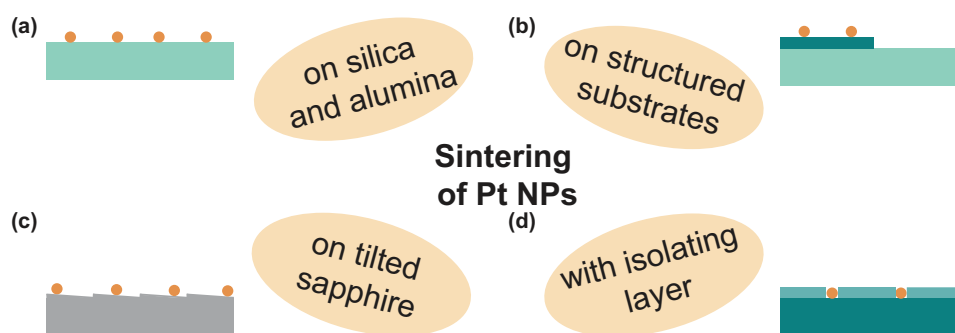 (a)
on silica
and alumina
(b)
on structured
substrates
Sintering
of Pt NPs
(c)
on tilted
sapphire
(d)
with isolating
layer